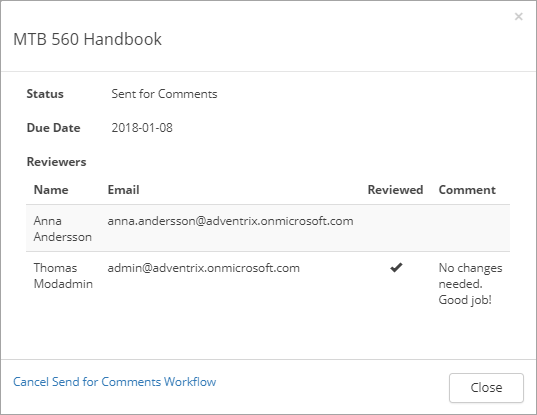 ×
MTB 560 Handbook
Status Sent for Comments
Due Date 2018-01-08
Reviewers
Name Email Reviewed Comment
Anna Andersson anna.andersson@adventrix.onmicrosoft.com
Thomas Modadmin admin@adventrix.onmicrosoft.com ✔ No changes needed. Good job!
Cancel Send for Comments Workflow Close